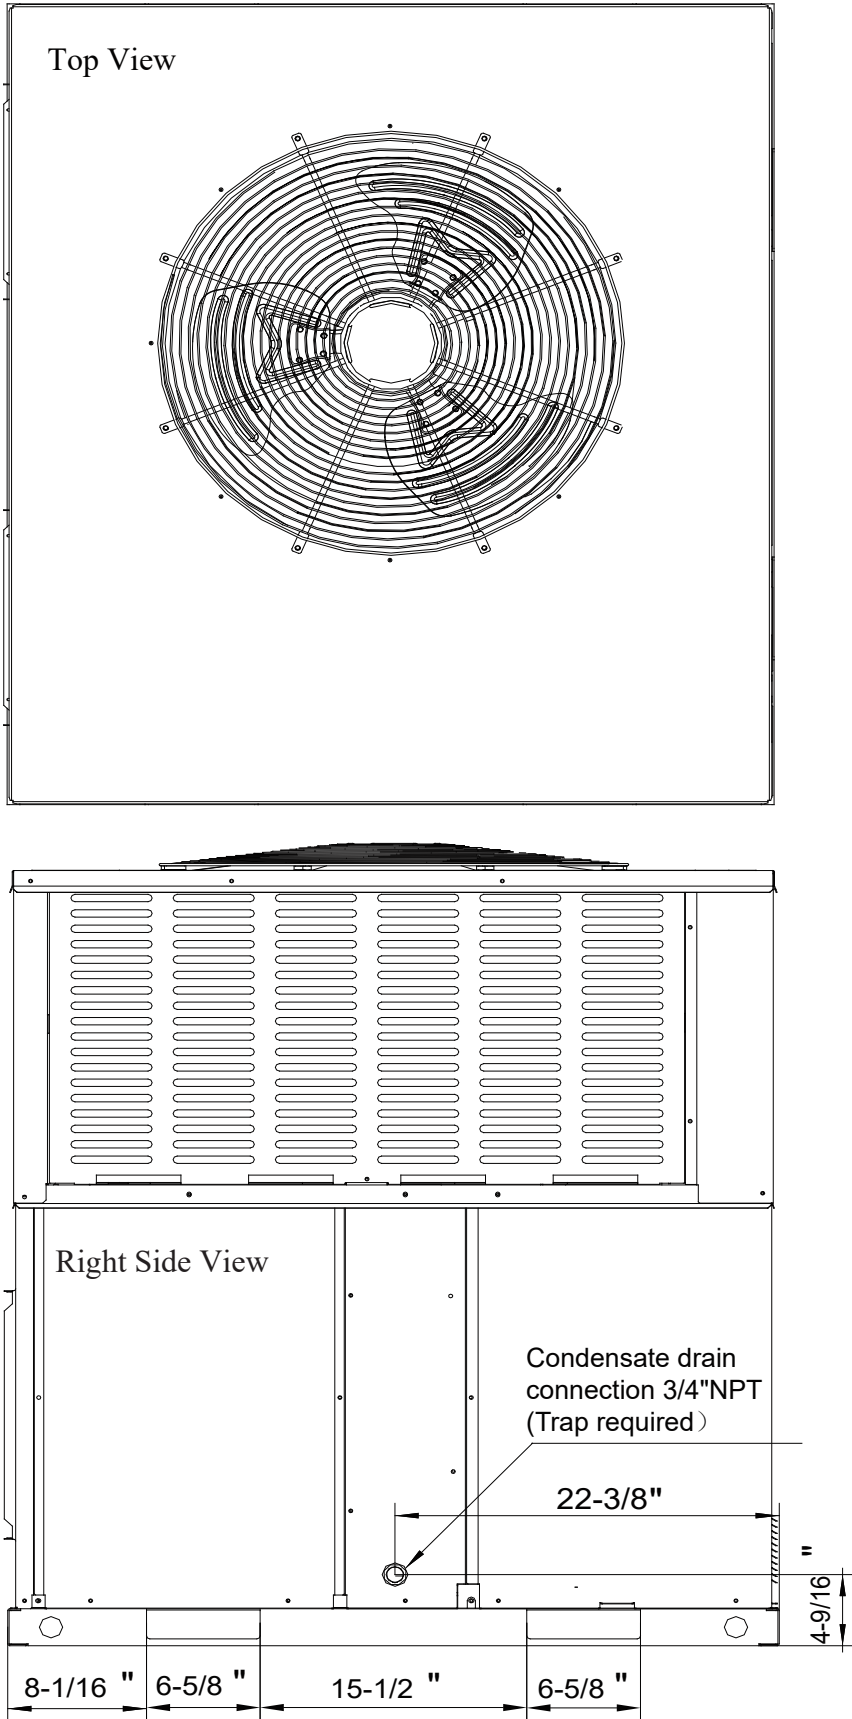 Top View
Right Side View
Condensate drain
connection 3/4"NPT
(Trap required）
22-3/8"
4-9/16 "
8-1/16 "
6-5/8 "
15-1/2 "
6-5/8 "